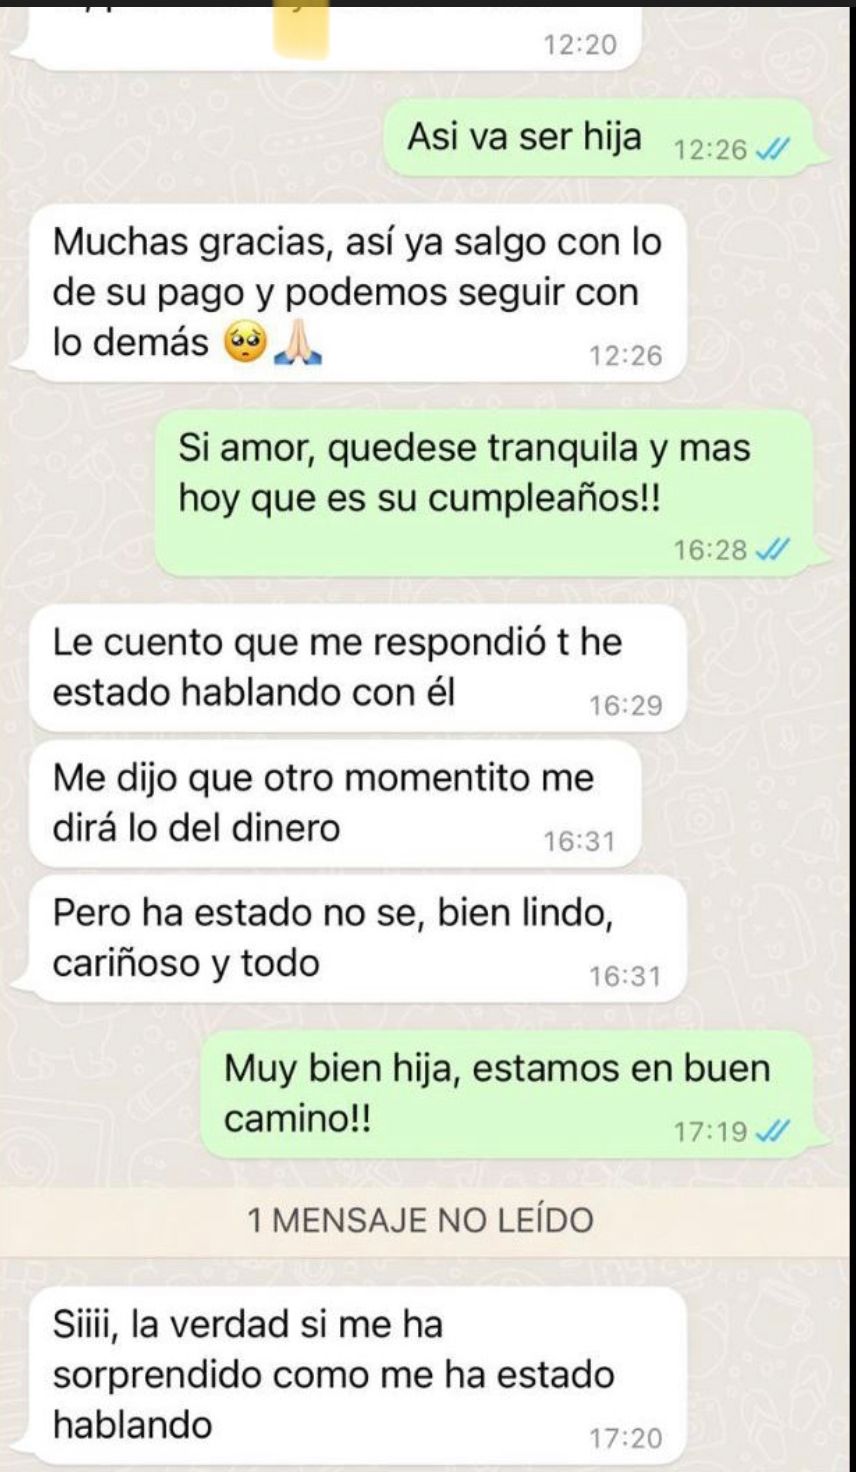 12:20
Asi va ser hija
12:26
Muchas gracias, así ya salgo con lo
de su pago y podemos seguir con
lo demás 🥺🙏🏻
12:26
Si amor, quedese tranquila y mas
hoy que es su cumpleaños!!
16:28
Le cuento que me respondió t he
estado hablando con él
16:29
Me dijo que otro momentito me
dirá lo del dinero
16:31
Pero ha estado no se, bien lindo,
cariñoso y todo
16:31
Muy bien hija, estamos en buen
camino!!
17:19
1 MENSAJE NO LEÍDO
Siiii, la verdad si me ha
sorprendido como me ha estado
hablando
17:20